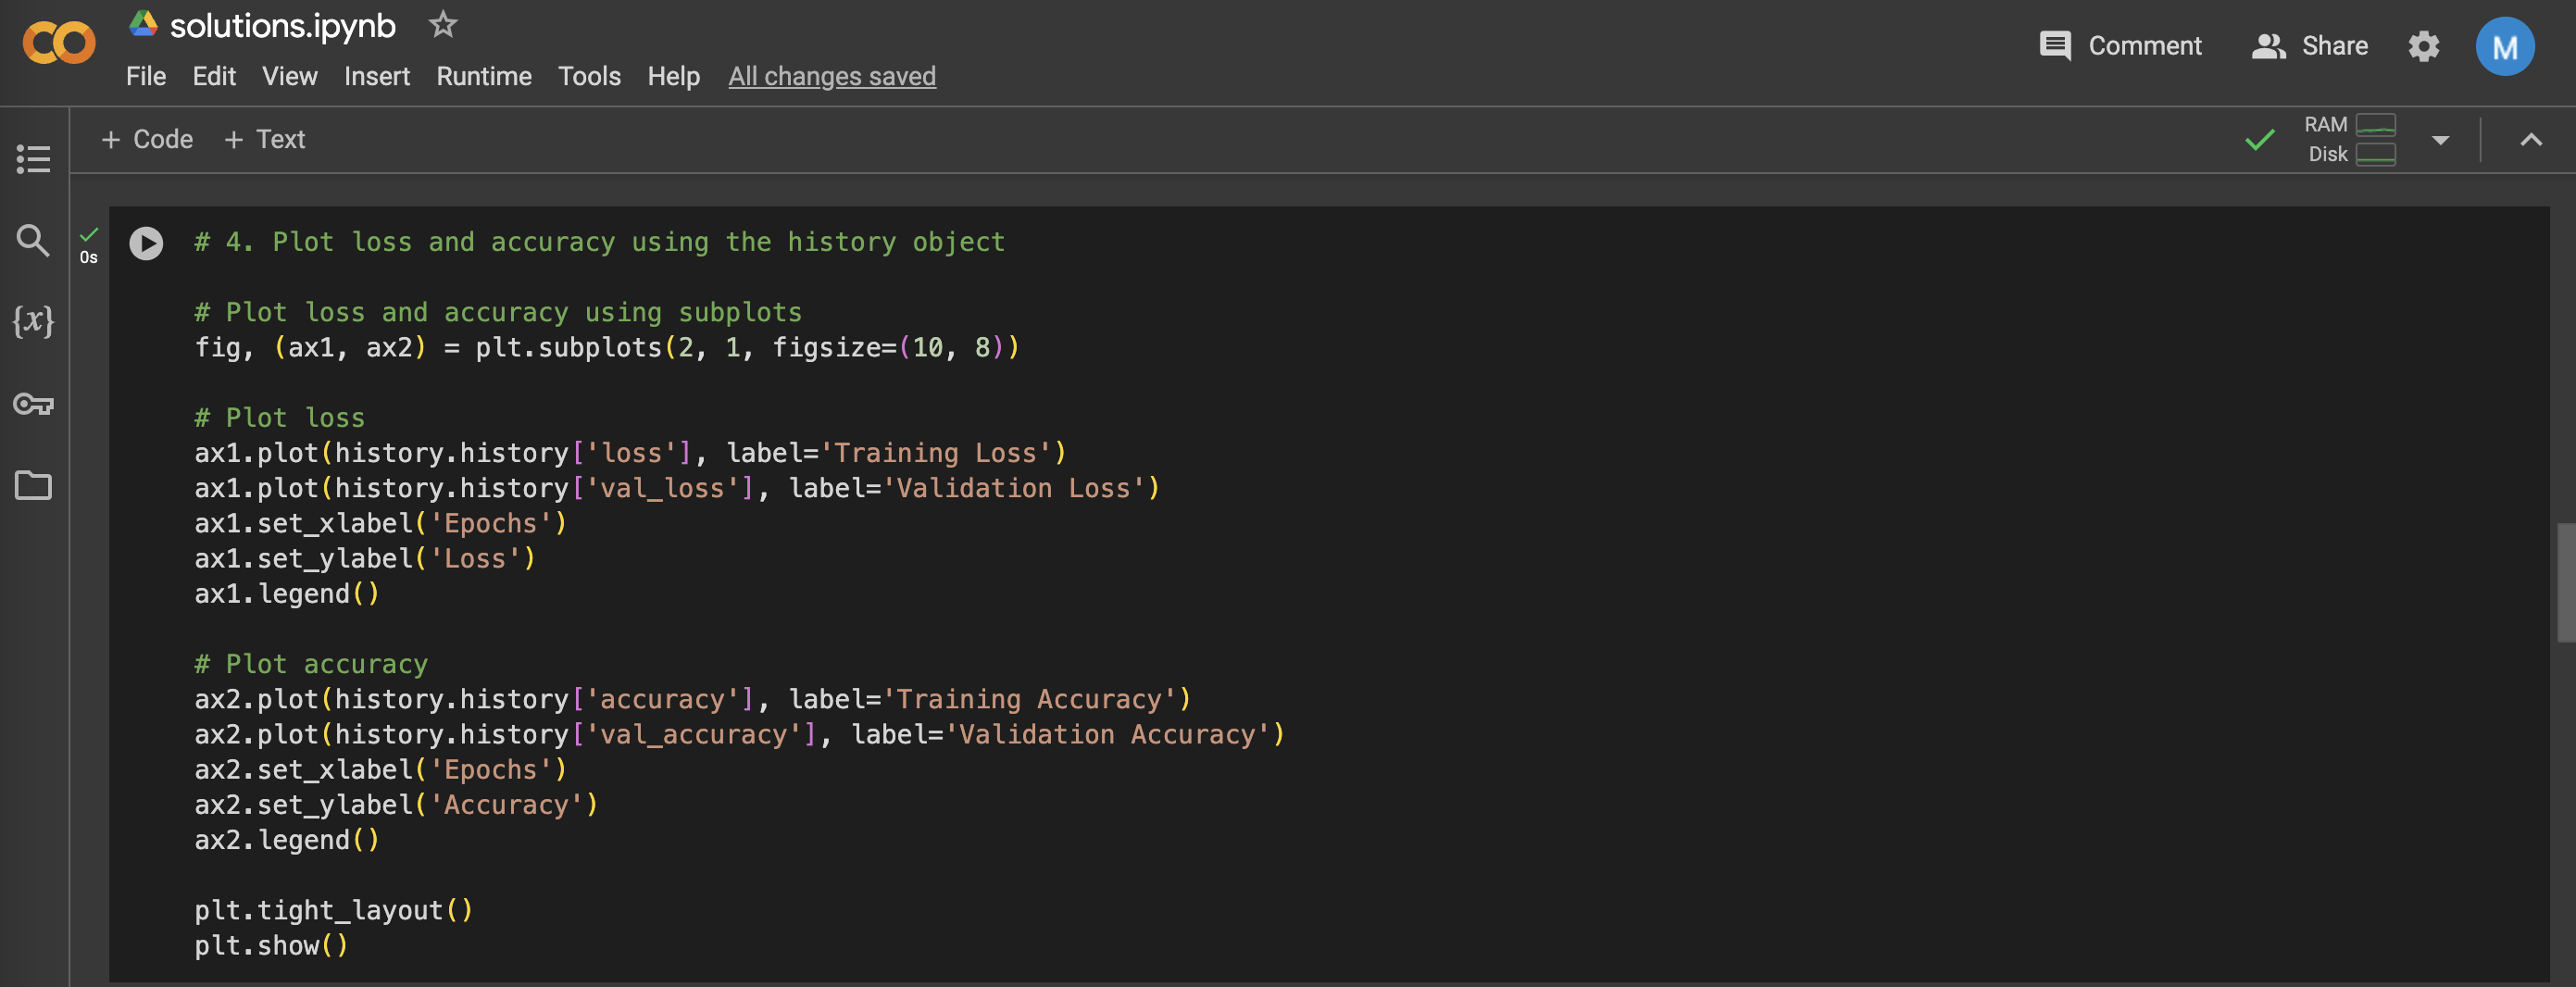 solutions.ipynb
File Edit View Insert Runtime Tools Help All changes saved
Comment Share M
+ Code + Text
RAM
Disk
{x}
0s
# 4. Plot loss and accuracy using the history object
# Plot loss and accuracy using subplots
fig, (ax1, ax2) = plt.subplots(2, 1, figsize=(10, 8))
# Plot loss
ax1.plot(history.history['loss'], label='Training Loss')
ax1.plot(history.history['val_loss'], label='Validation Loss')
ax1.set_xlabel('Epochs')
ax1.set_ylabel('Loss')
ax1.legend()
# Plot accuracy
ax2.plot(history.history['accuracy'], label='Training Accuracy')
ax2.plot(history.history['val_accuracy'], label='Validation Accuracy')
ax2.set_xlabel('Epochs')
ax2.set_ylabel('Accuracy')
ax2.legend()
plt.tight_layout()
plt.show()